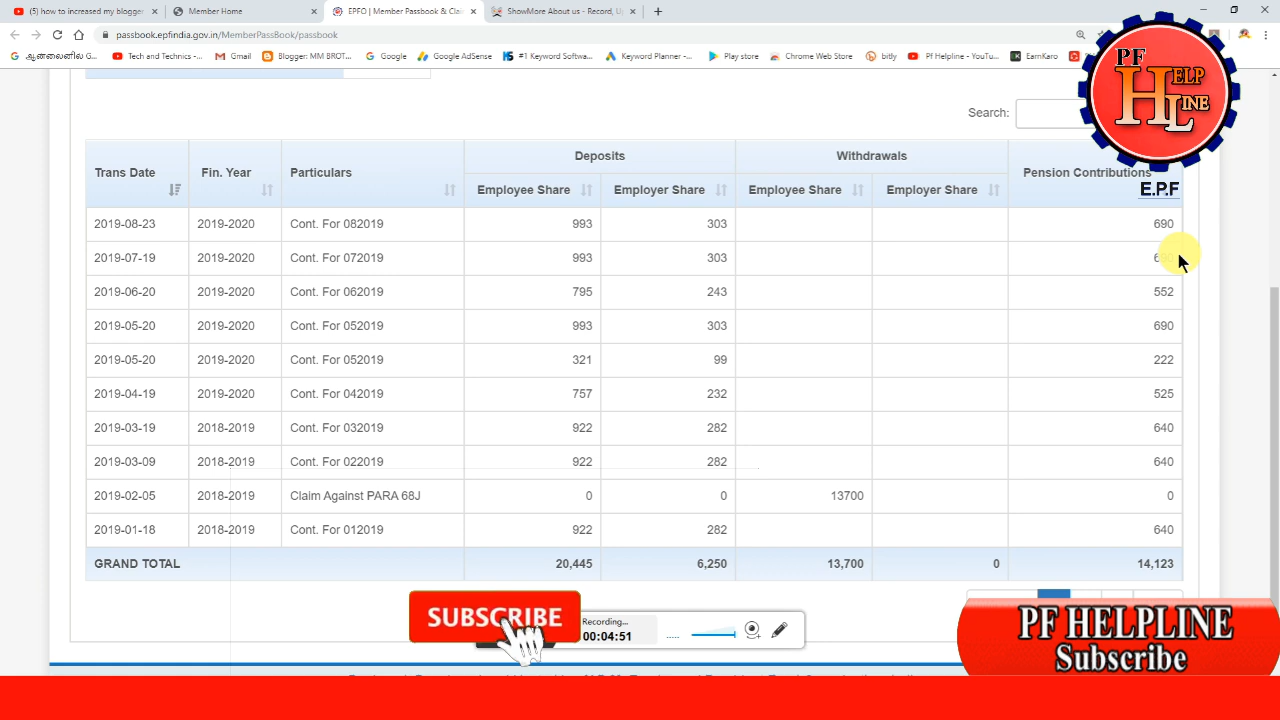 (5) how to increased my blogger
Member Home
EPFO | Member Passbook & Clai
ShowMore About us - Record, U
passbook.epfindia.gov.in/MemberPassBook/passbook
ஆன்லைனில் G...
Tech and Technics -...
Gmail
Blogger: MM BROT...
Google
Google AdSense
#1 Keyword Softwa...
Keyword Planner -...
Play store
Chrome Web Store
bitly
Pf Helpline - YouTu...
EarnKaro
PF HELP LINE
E.P.F
Search:
Trans Date Fin. Year Particulars Deposits Withdrawals Pension Contributions
Employee Share Employer Share Employee Share Employer Share
2019-08-23 2019-2020 Cont. For 082019 993 303 690
2019-07-19 2019-2020 Cont. For 072019 993 303 690
2019-06-20 2019-2020 Cont. For 062019 795 243 552
2019-05-20 2019-2020 Cont. For 052019 993 303 690
2019-05-20 2019-2020 Cont. For 052019 321 99 222
2019-04-19 2019-2020 Cont. For 042019 757 232 525
2019-03-19 2018-2019 Cont. For 032019 922 282 640
2019-03-09 2018-2019 Cont. For 022019 922 282 640
2019-02-05 2018-2019 Claim Against PARA 68J 0 0 13700 0
2019-01-18 2018-2019 Cont. For 012019 922 282 640
GRAND TOTAL 20,445 6,250 13,700 0 14,123
SUBSCRIBE
Recording...
00:04:51
PF HELPLINE
Subscribe